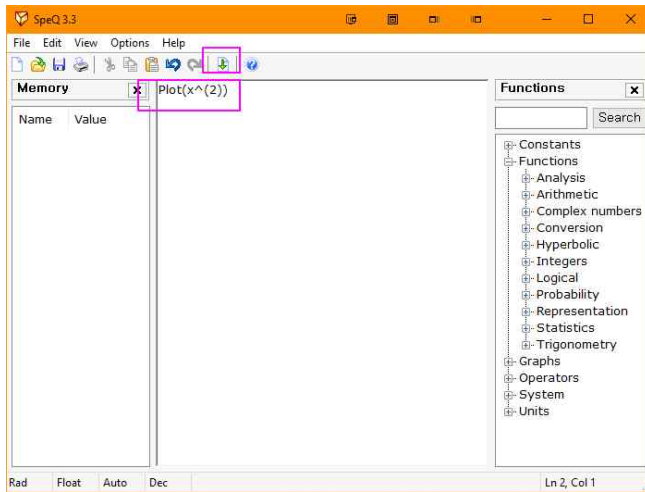 SpeQ 3.3
File Edit View Options Help
Memory
Name Value
Plot(x^(2))
Functions
Search
Constants
Functions
Analysis
Arithmetic
Complex numbers
Conversion
Hyperbolic
Integers
Logical
Probability
Representation
Statistics
Trigonometry
Graphs
Operators
System
Units
Rad Float Auto Dec Ln 2, Col 1